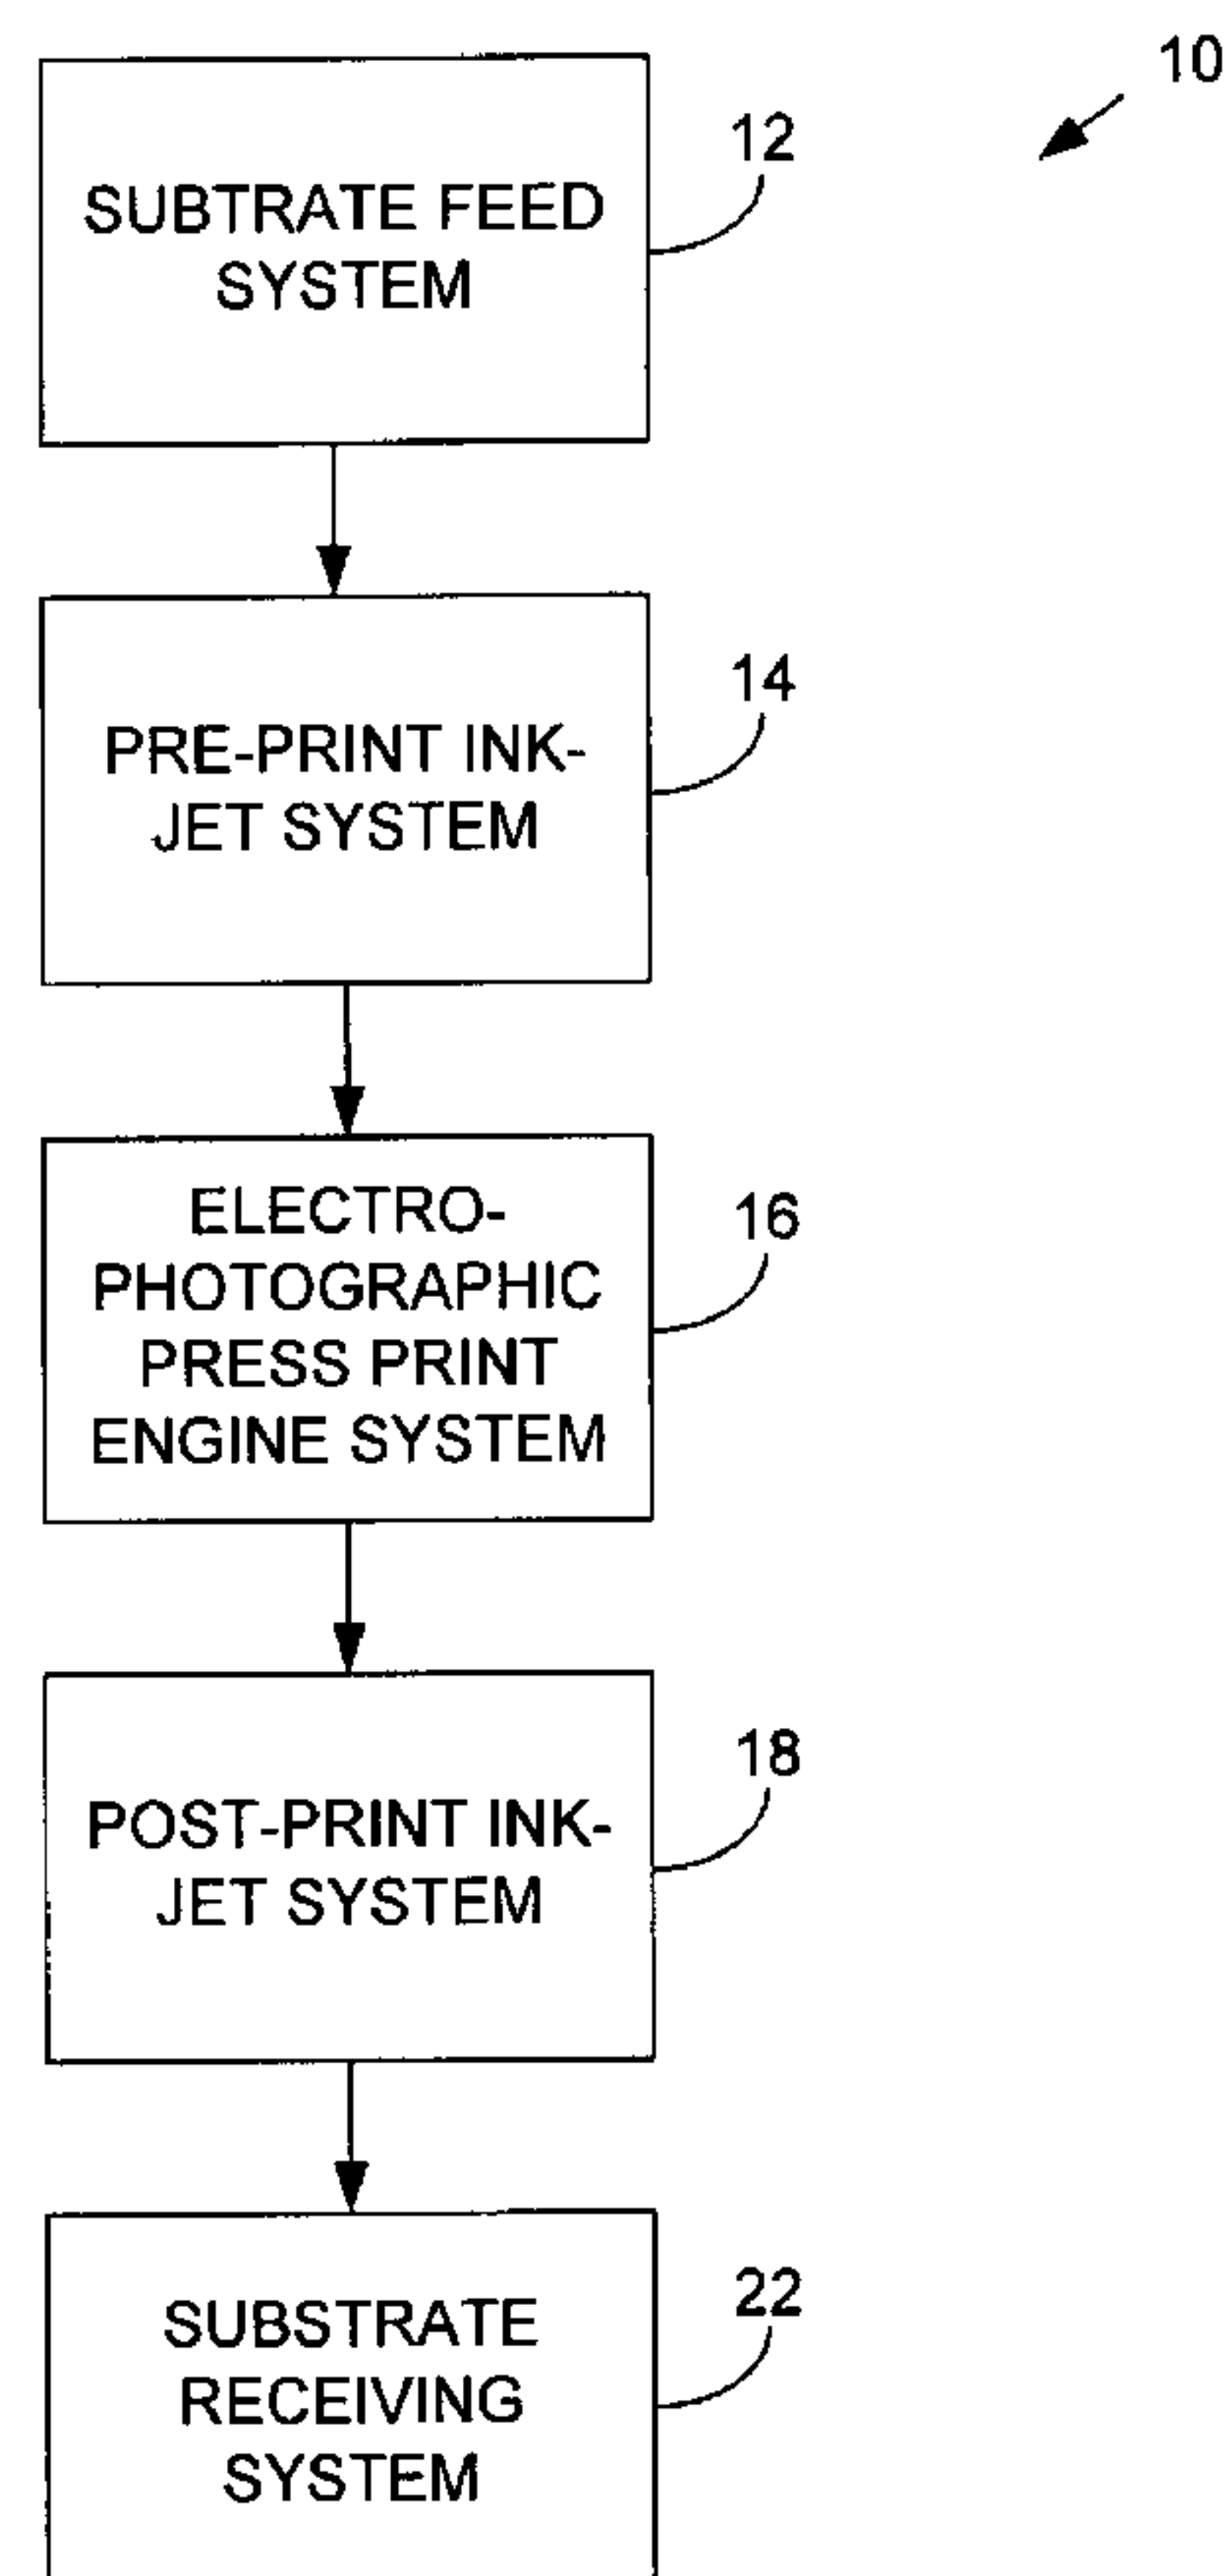 10
12
SUBTRATE FEED
SYSTEM
14
PRE-PRINT INK-
JET SYSTEM
16
ELECTRO-
PHOTOGRAPHIC
PRESS PRINT
ENGINE SYSTEM
18
POST-PRINT INK-
JET SYSTEM
22
SUBSTRATE
RECEIVING
SYSTEM